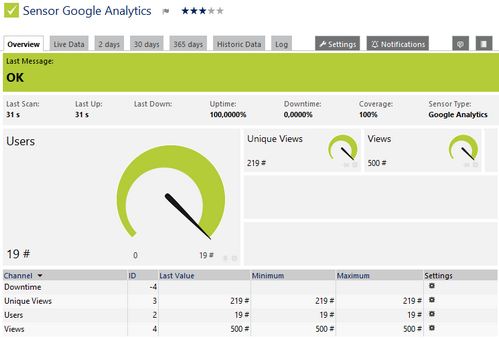 Sensor Google Analytics
Overview Live Data 2 days 30 days 365 days Historic Data Log Settings Notifications
Last Message:
OK
Last Scan: Last Up: Last Down: Uptime: Downtime: Coverage: Sensor Type:
31 s 31 s 100,0000% 0,0000% 100% Google Analytics
Users Unique Views Views
219 # 500 #
19 # 0 19 #
Channel ID Last Value Minimum Maximum Settings
Downtime -4
Unique Views 3 219 # 219 # 219 #
Users 2 19 # 19 # 19 #
Views 4 500 # 500 # 500 #